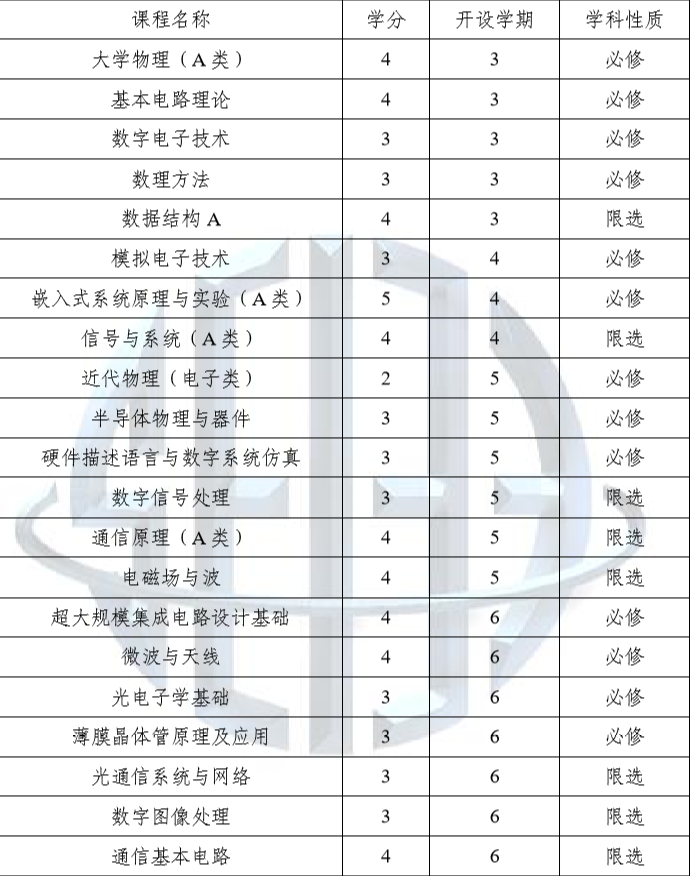 课程名称 学分 开设学期 学科性质
大学物理（A 类） 4 3 必修
基本电路理论 4 3 必修
数字电子技术 3 3 必修
数理方法 3 3 必修
数据结构 A 4 3 限选
模拟电子技术 3 4 必修
嵌入式系统原理与实验（A 类） 5 4 必修
信号与系统（A 类） 4 4 限选
近代物理（电子类） 2 5 必修
半导体物理与器件 3 5 必修
硬件描述语言与数字系统仿真 3 5 必修
数字信号处理 3 5 限选
通信原理（A 类） 4 5 限选
电磁场与波 4 5 限选
超大规模集成电路设计基础 4 6 必修
微波与天线 4 6 必修
光电子学基础 3 6 必修
薄膜晶体管原理及应用 3 6 必修
光通信系统与网络 3 6 限选
数字图像处理 3 6 限选
通信基本电路 4 6 限选